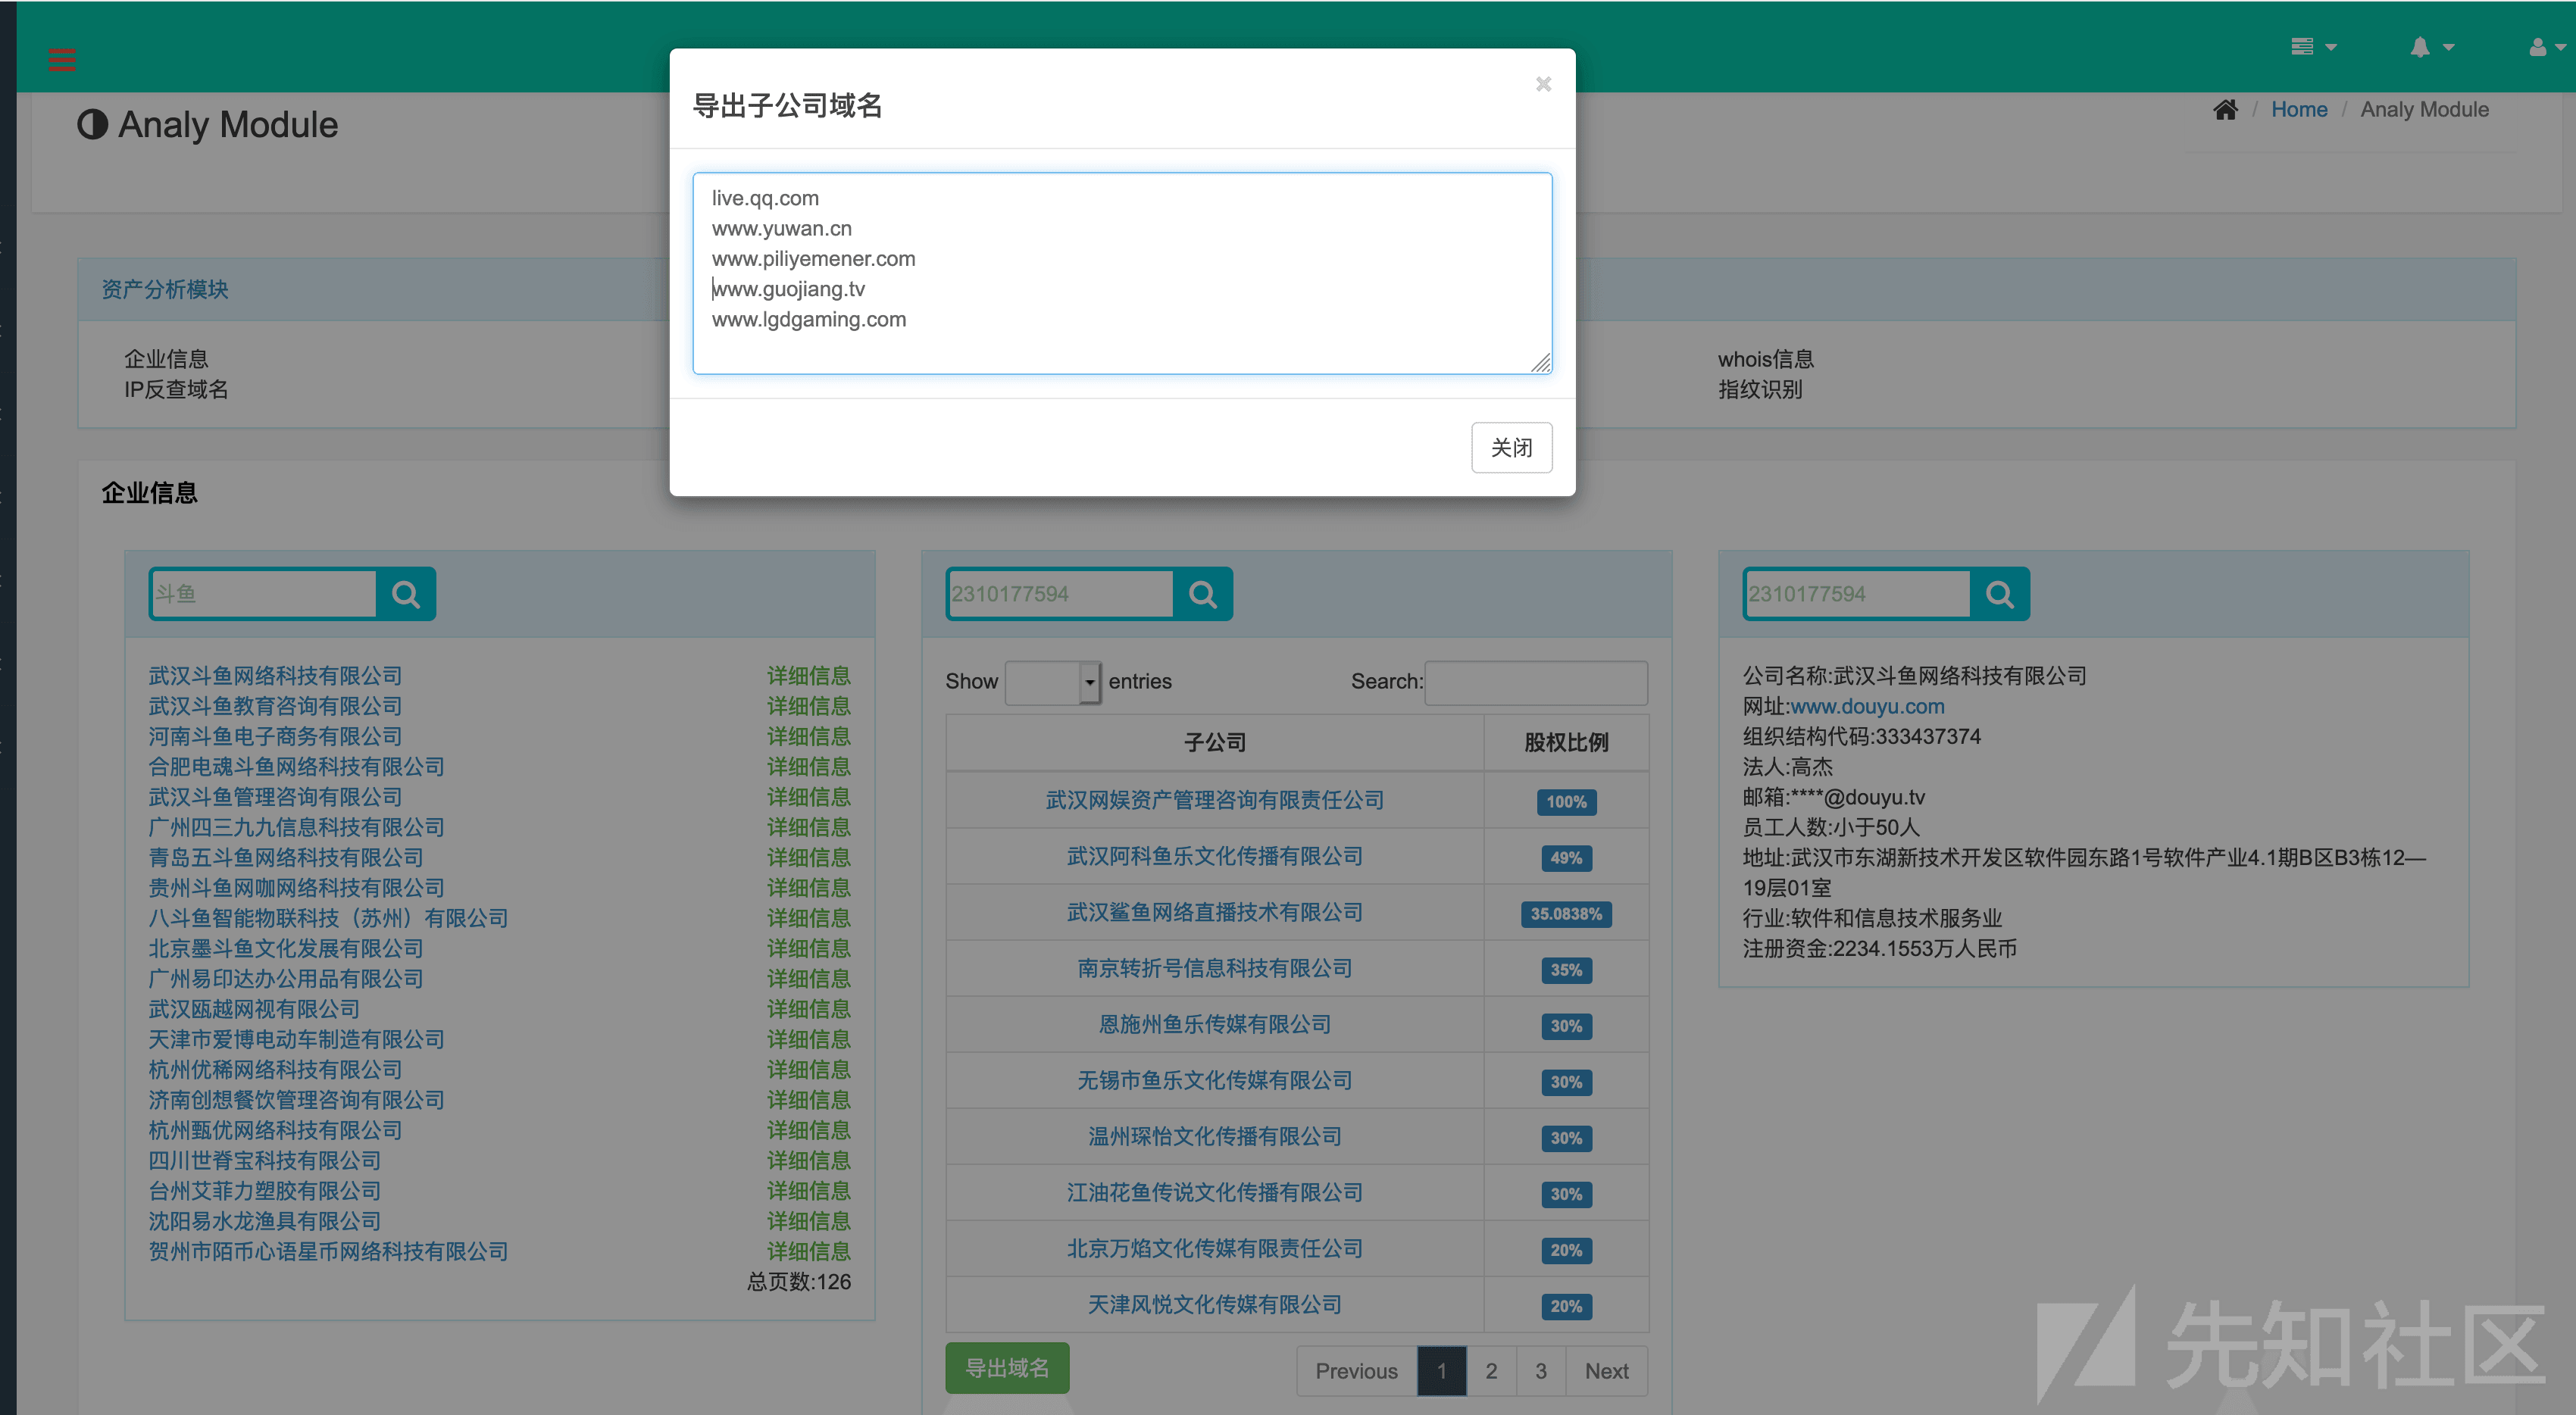 Analy Module
Home / Analy Module
导出子公司域名
×
live.qq.com
www.yuwan.cn
www.piliyemener.com
www.guojiang.tv
www.lgdgaming.com
关闭
资产分析模块
企业信息
IP反查域名
whois信息
指纹识别
企业信息
斗鱼
武汉斗鱼网络科技有限公司 详细信息
武汉斗鱼教育咨询有限公司 详细信息
河南斗鱼电子商务有限公司 详细信息
合肥电魂斗鱼网络科技有限公司 详细信息
武汉斗鱼管理咨询有限公司 详细信息
广州四三九九信息科技有限公司 详细信息
青岛五斗鱼网络科技有限公司 详细信息
贵州斗鱼网咖网络科技有限公司 详细信息
八斗鱼智能物联科技（苏州）有限公司 详细信息
北京墨斗鱼文化发展有限公司 详细信息
广州易印达办公用品有限公司 详细信息
武汉瓯越网视有限公司 详细信息
天津市爱博电动车制造有限公司 详细信息
杭州优稀网络科技有限公司 详细信息
济南创想餐饮管理咨询有限公司 详细信息
杭州甄优网络科技有限公司 详细信息
四川世脊宝科技有限公司 详细信息
台州艾菲力塑胶有限公司 详细信息
沈阳易水龙渔具有限公司 详细信息
贺州市陌币心语星币网络科技有限公司 详细信息
总页数:126
2310177594
Show entries Search:
子公司 股权比例
武汉网娱资产管理咨询有限责任公司 100%
武汉阿科鱼乐文化传播有限公司 49%
武汉鲨鱼网络直播技术有限公司 35.0838%
南京转折号信息科技有限公司 35%
恩施州鱼乐传媒有限公司 30%
无锡市鱼乐文化传媒有限公司 30%
温州琛怡文化传播有限公司 30%
江油花鱼传说文化传播有限公司 30%
北京万焰文化传媒有限责任公司 20%
天津风悦文化传媒有限公司 20%
导出域名
Previous 1 2 3 Next
2310177594
公司名称:武汉斗鱼网络科技有限公司
网址:www.douyu.com
组织结构代码:333437374
法人:高杰
邮箱:****@douyu.tv
员工人数:小于50人
地址:武汉市东湖新技术开发区软件园东路1号软件产业4.1期B区B3栋12—
19层01室
行业:软件和信息技术服务业
注册资金:2234.1553万人民币
先知社区